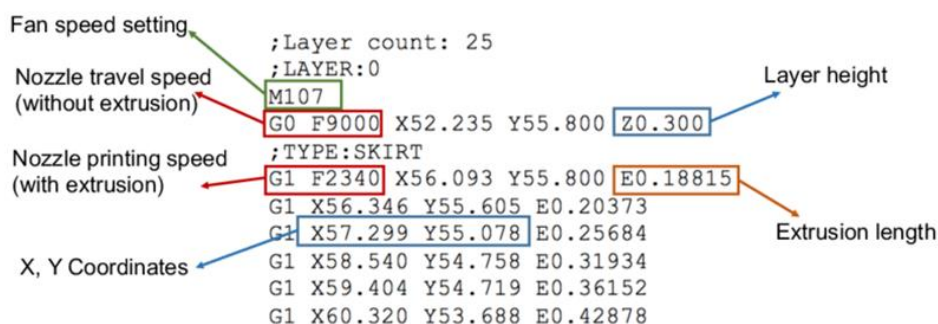 Fan speed setting
;Layer count: 25
;LAYER:0
Nozzle travel speed
(without extrusion)
M107
Layer height
G0 F9000 X52.235 Y55.800 Z0.300
Nozzle printing speed
(with extrusion)
;TYPE:SKIRT
G1 F2340 X56.093 Y55.800 E0.18815
G1 X56.346 Y55.605 E0.20373
G1 X57.299 Y55.078 E0.25684
Extrusion length
X, Y Coordinates
G1 X58.540 Y54.758 E0.31934
G1 X59.404 Y54.719 E0.36152
G1 X60.320 Y53.688 E0.42878